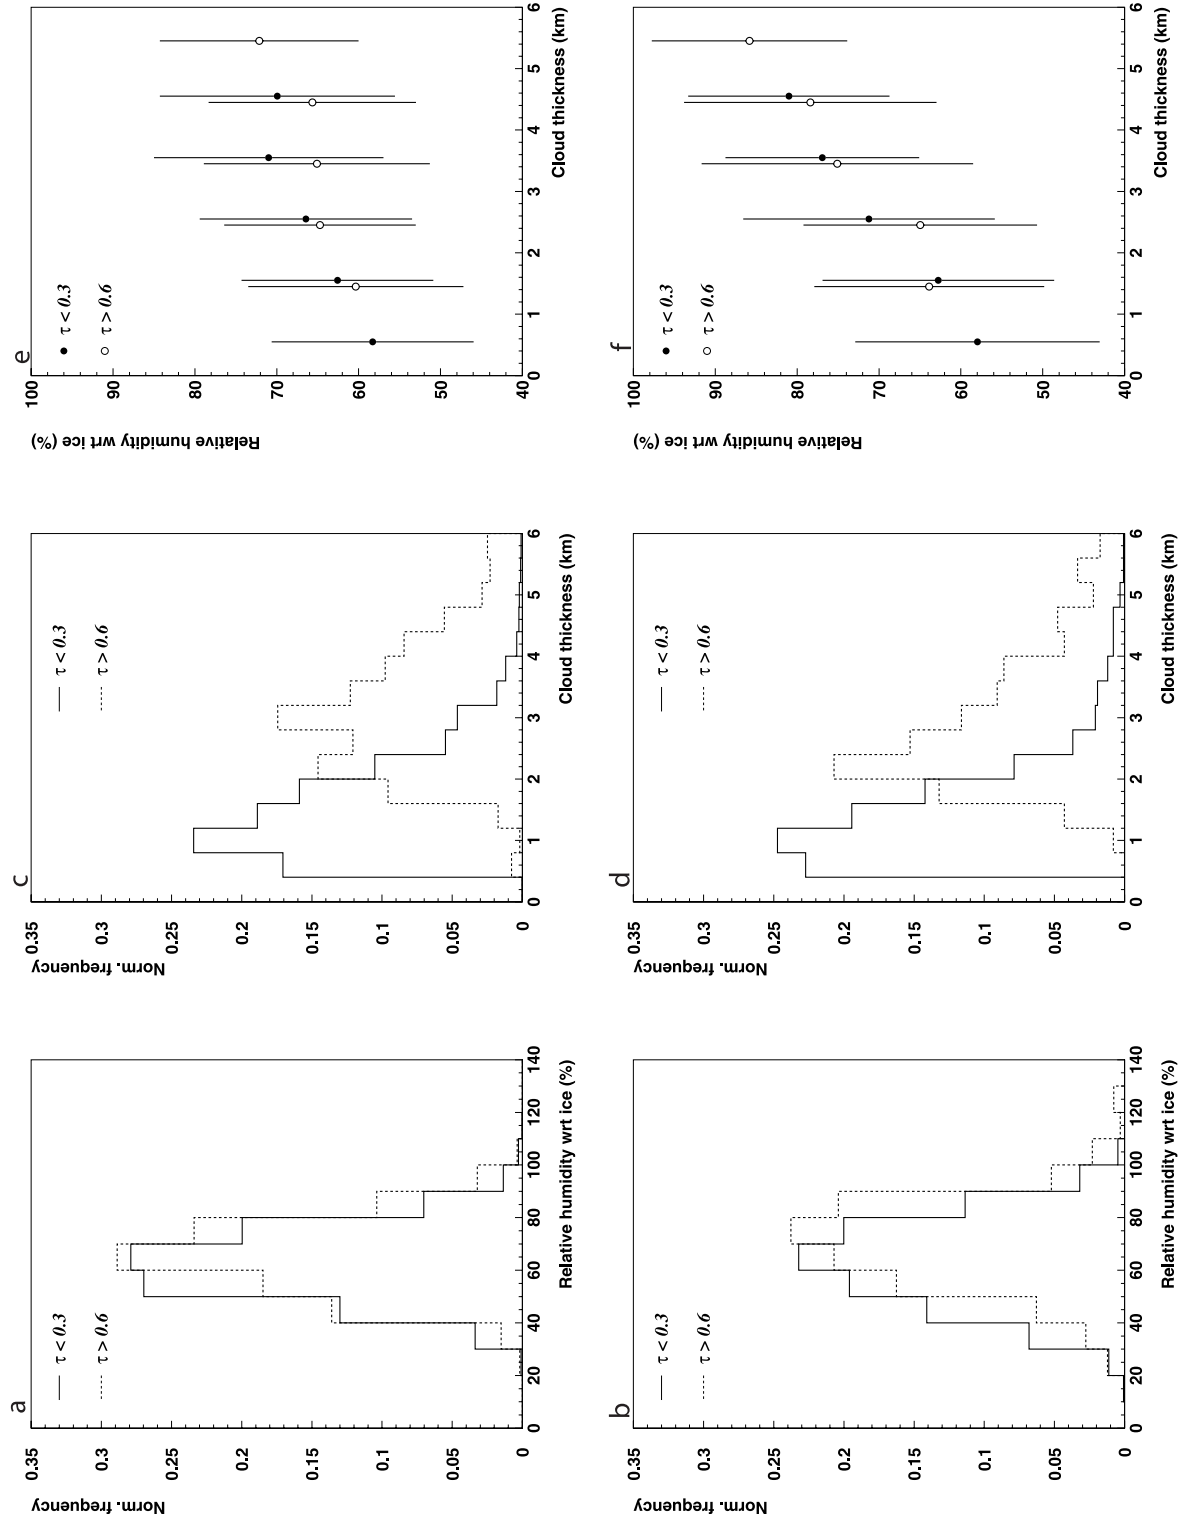 a
Norm. frequency
0.35
0.3
0.25
0.2
0.15
0.1
0.05
0
τ < 0.3
τ > 0.6
0 20 40 60 80 100 120 140
Relative humidity wrt ice (%)
c
Norm. frequency
0.35
0.3
0.25
0.2
0.15
0.1
0.05
0
τ < 0.3
τ > 0.6
0 1 2 3 4 5 6
Cloud thickness (km)
e
Relative humidity wrt ice (%)
100
90
80
70
60
50
40
τ < 0.3
τ > 0.6
0 1 2 3 4 5 6
Cloud thickness (km)
b
Norm. frequency
0.35
0.3
0.25
0.2
0.15
0.1
0.05
0
τ < 0.3
τ > 0.6
0 20 40 60 80 100 120 140
Relative humidity wrt ice (%)
d
Norm. frequency
0.35
0.3
0.25
0.2
0.15
0.1
0.05
0
τ < 0.3
τ > 0.6
0 1 2 3 4 5 6
Cloud thickness (km)
f
Relative humidity wrt ice (%)
100
90
80
70
60
50
40
τ < 0.3
τ > 0.6
0 1 2 3 4 5 6
Cloud thickness (km)